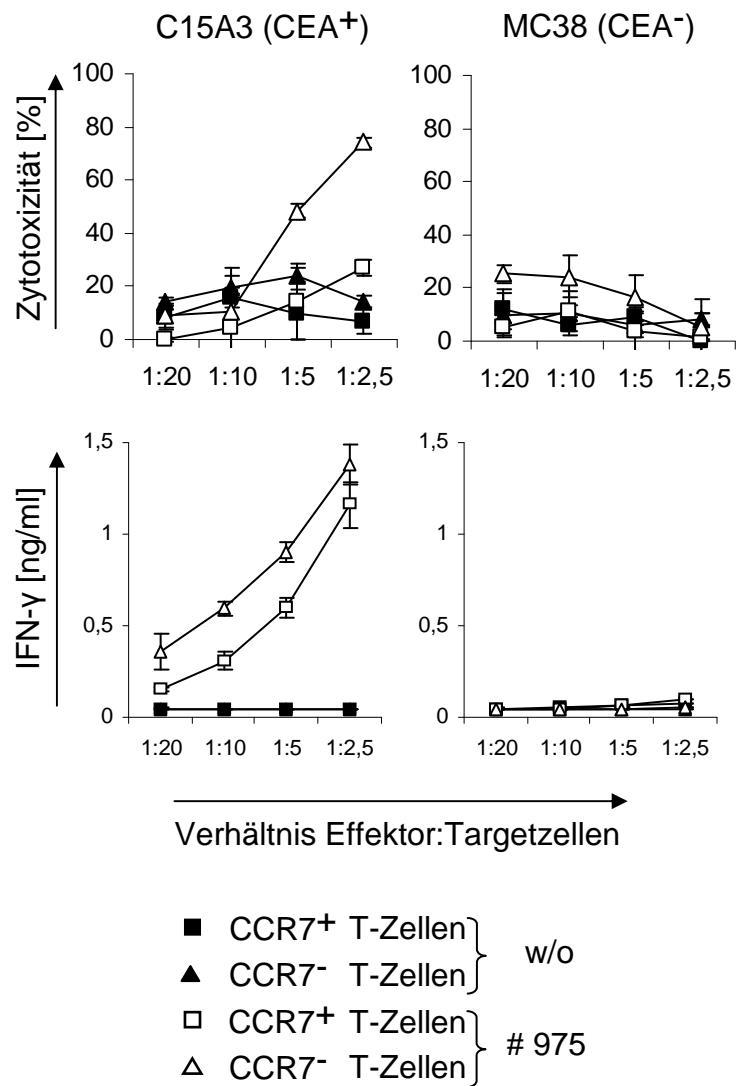 C15A3 (CEA+) MC38 (CEA-)
Zytotoxizität [%]
100 100
80 80
60 60
40 40
20 20
0 0
1:20 1:10 1:5 1:2,5 1:20 1:10 1:5 1:2,5
IFN-γ [ng/ml]
1,5 1,5
1 1
0,5 0,5
0 0
1:20 1:10 1:5 1:2,5 1:20 1:10 1:5 1:2,5
Verhältnis Effektor:Targetzellen
CCR7+ T-Zellen
CCR7- T-Zellen
w/o
CCR7+ T-Zellen
CCR7- T-Zellen
# 975